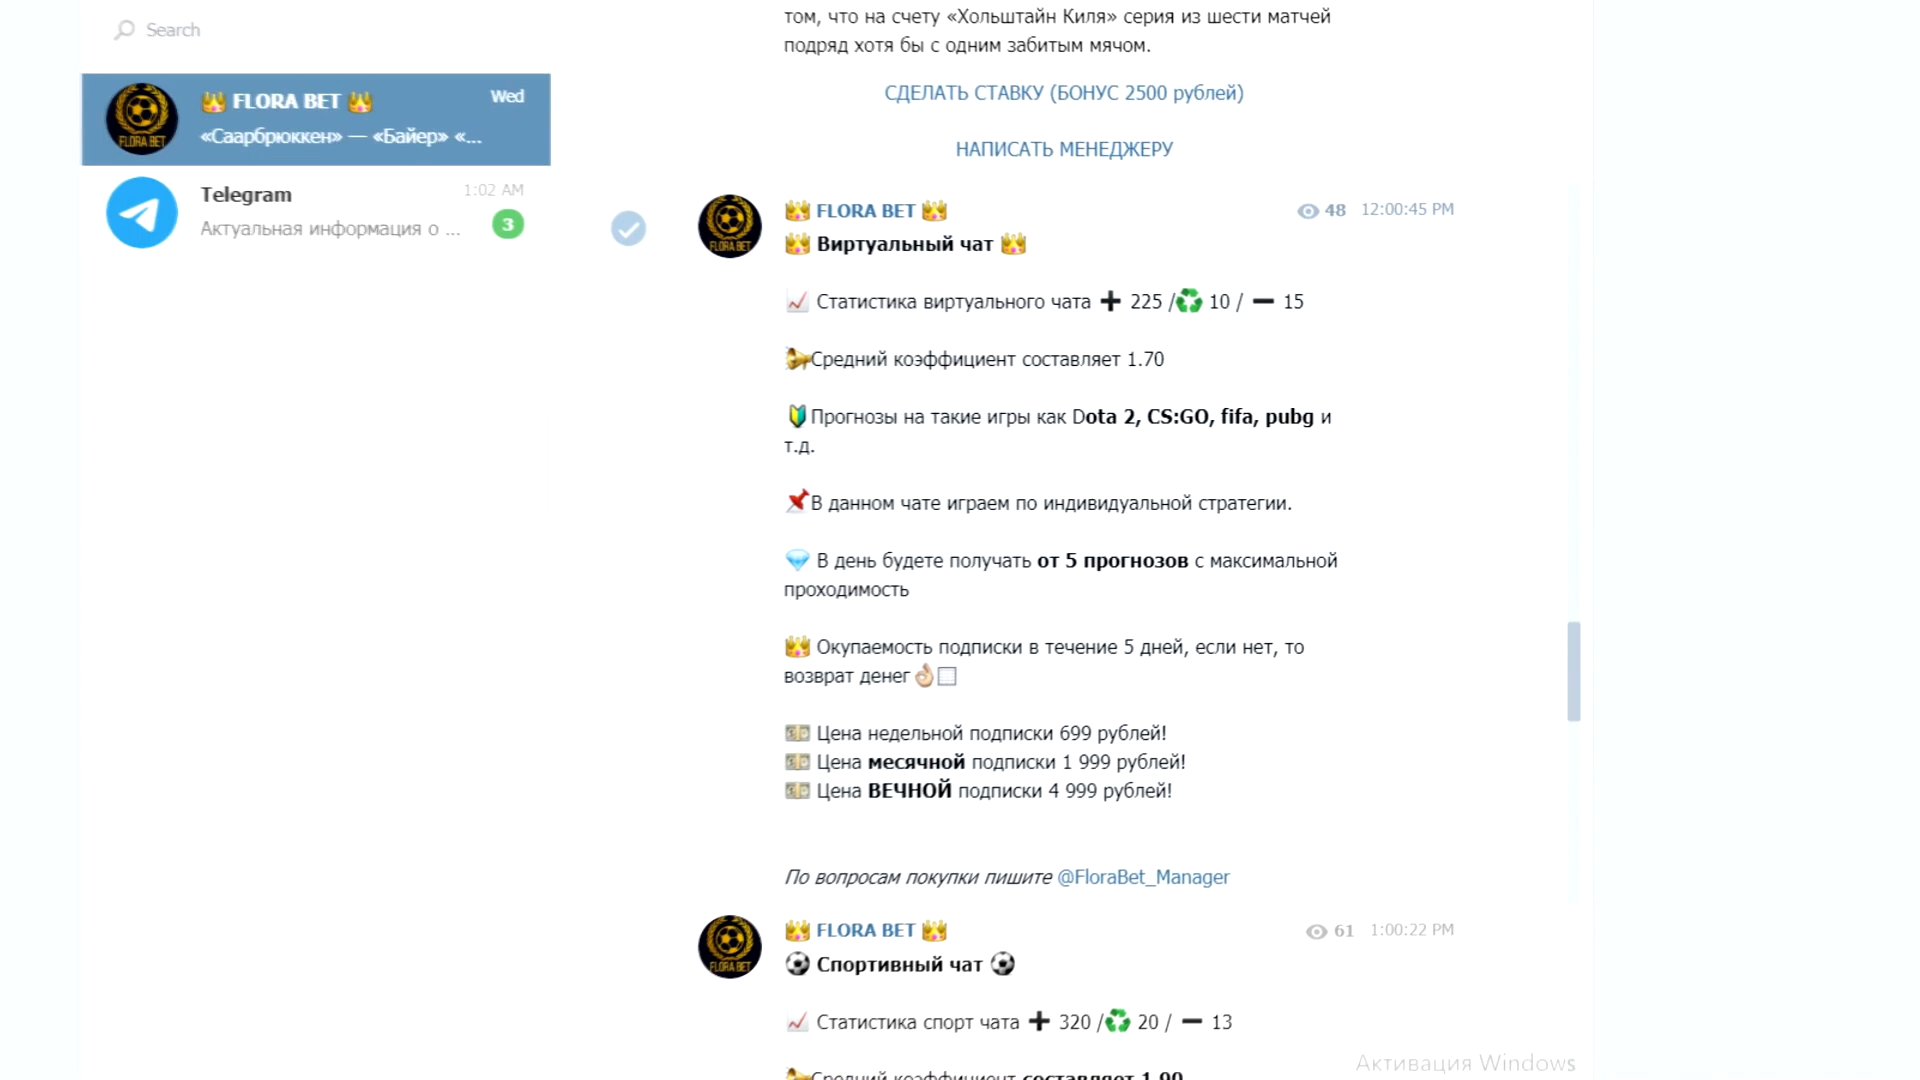 Search
👑 FLORA BET 👑
Wed
«Саарбрюккен» — «Байер» «...
Telegram
1:02 AM
Актуальная информация о ...
3
том, что на счету «Хольштайн Киля» серия из шести матчей
подряд хотя бы с одним забитым мячом.
СДЕЛАТЬ СТАВКУ (БОНУС 2500 рублей)
НАПИСАТЬ МЕНЕДЖЕРУ
👑 FLORA BET 👑
48 12:00:45 PM
👑 Виртуальный чат 👑
📈 Статистика виртуального чата ➕ 225 /♻ 10 / ➖ 15
📯Средний коэффициент составляет 1.70
🔰Прогнозы на такие игры как Dota 2, CS:GO, fifa, pubg и
т.д.
📌В данном чате играем по индивидуальной стратегии.
💎 В день будете получать от 5 прогнозов с максимальной
проходимость
👑 Окупаемость подписки в течение 5 дней, если нет, то
возврат денег👌🏻
💵 Цена недельной подписки 699 рублей!
💵 Цена месячной подписки 1 999 рублей!
💵 Цена ВЕЧНОЙ подписки 4 999 рублей!
По вопросам покупки пишите @FloraBet_Manager
👑 FLORA BET 👑
61 1:00:22 PM
⚽ Спортивный чат ⚽
📈 Статистика спорт чата ➕ 320 /♻ 20 / ➖ 13
📯Средний коэффициент составляет 1.90
Активация Windows
FLORA BET
FLORA BET
FLORA BET